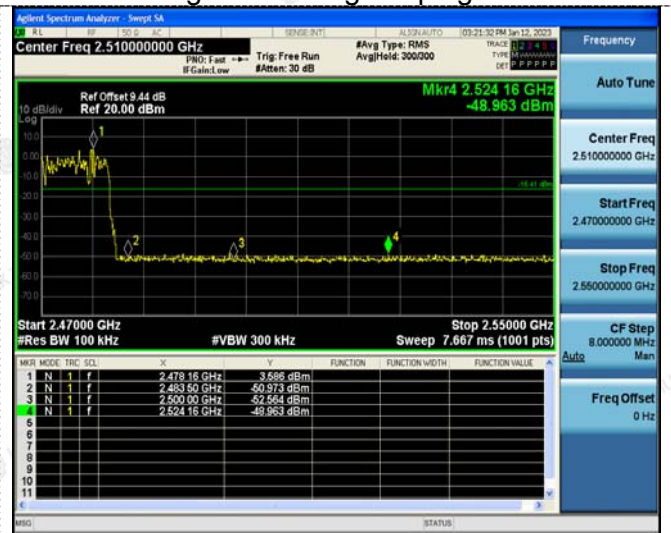 Agilent Spectrum Analyzer - Swept SA
RL RF 50 Ω AC SENSE:INT ALIGNAUTO 03:21:32 PM Jan 12, 2023
Center Freq 2.510000000 GHz
PNO: Fast
IFGain:Low
Trig: Free Run
#Atten: 30 dB
#Avg Type: RMS
Avg|Hold: 300/300
TRACE 1 2 3 4 5 6
TYPE
DET P P P P P P
Frequency
Mkr4 2.524 16 GHz
-48.963 dBm
Ref Offset 9.44 dB
Ref 20.00 dBm
10 dB/div
Log
10.0
0.00
-10.0
-20.0
-30.0
-40.0
-50.0
-60.0
-70.0
-16.41 dBm
1
2
3
4
Start 2.47000 GHz
Stop 2.55000 GHz
#Res BW 100 kHz
#VBW 300 kHz
Sweep 7.667 ms (1001 pts)
MKR MODE TRC SCL X Y FUNCTION FUNCTION WIDTH FUNCTION VALUE
1 N 1 f 2.478 16 GHz 3.586 dBm
2 N 1 f 2.483 50 GHz -50.973 dBm
3 N 1 f 2.500 00 GHz -52.564 dBm
4 N 1 f 2.524 16 GHz -48.963 dBm
5
6
7
8
9
10
11
MSG
STATUS
Auto Tune
Center Freq
2.510000000 GHz
Start Freq
2.470000000 GHz
Stop Freq
2.550000000 GHz
CF Step
8.000000 MHz
Auto Man
Freq Offset
0 Hz